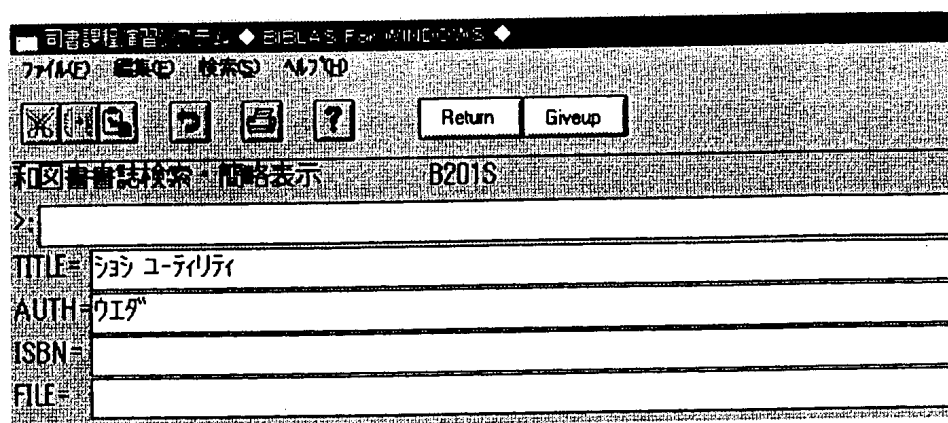 司書課程演習システム ◆ BIBLAS For WINDOWS ◆
ファイル(F) 編集(E) 検索(S) ヘルプ(H)
? Return Giveup
和図書書誌検索・簡略表示 B201S
>:
TITLE= ショシ ユーティリティ
AUTH=ウエダ
ISBN=
FILE=